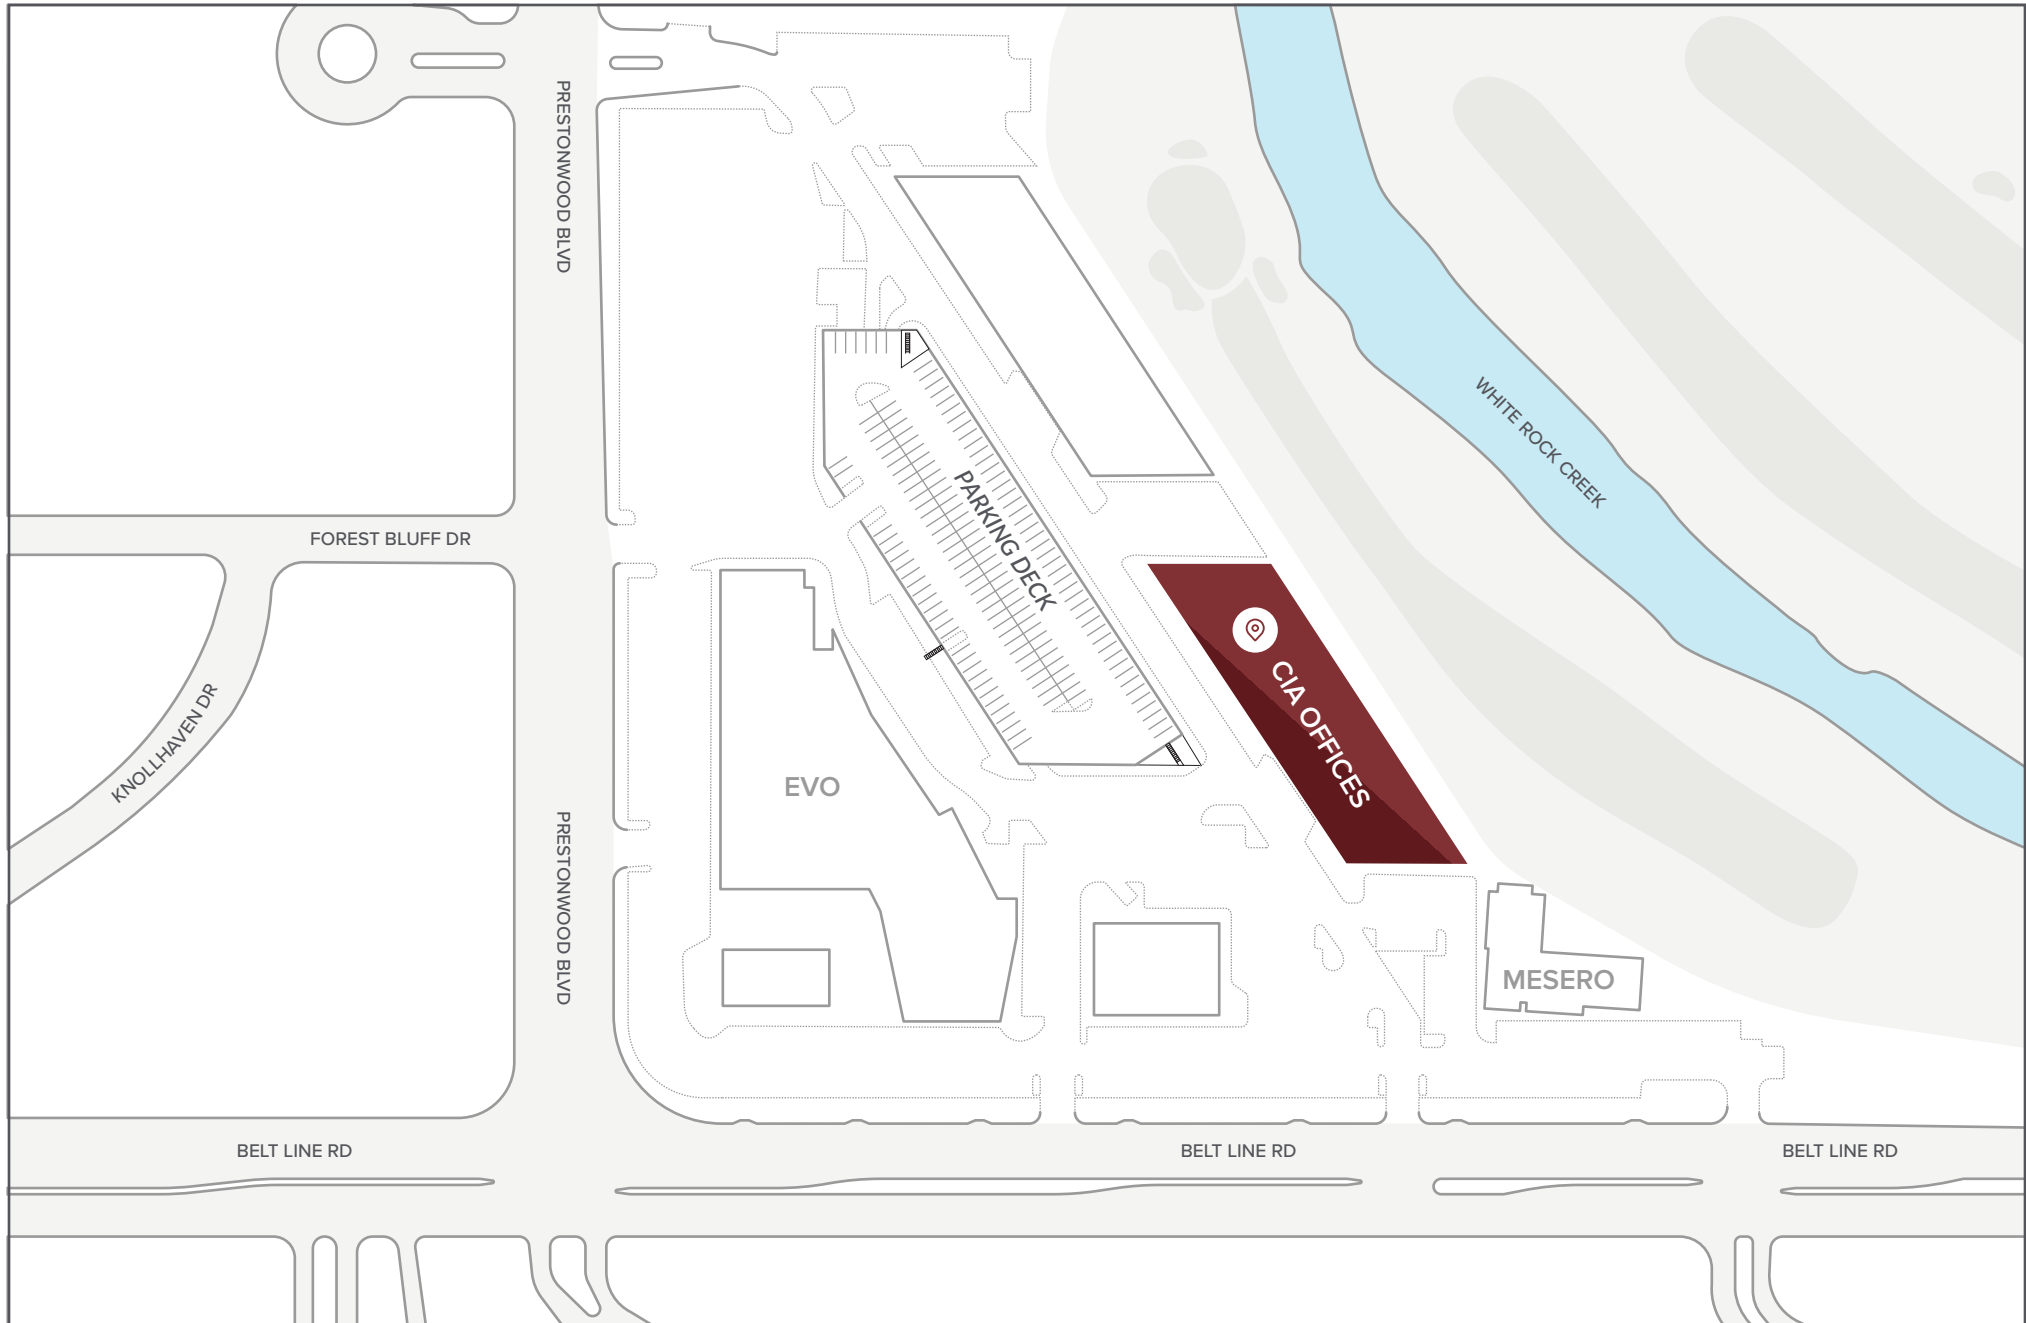 PRESTONWOOD BLVD
WHITE ROCK CREEK
PARKING DECK
FOREST BLUFF DR
CIA OFFICES
KNOLLHAVEN DR
EVO
PRESTONWOOD BLVD
MESERO
BELT LINE RD
BELT LINE RD
BELT LINE RD